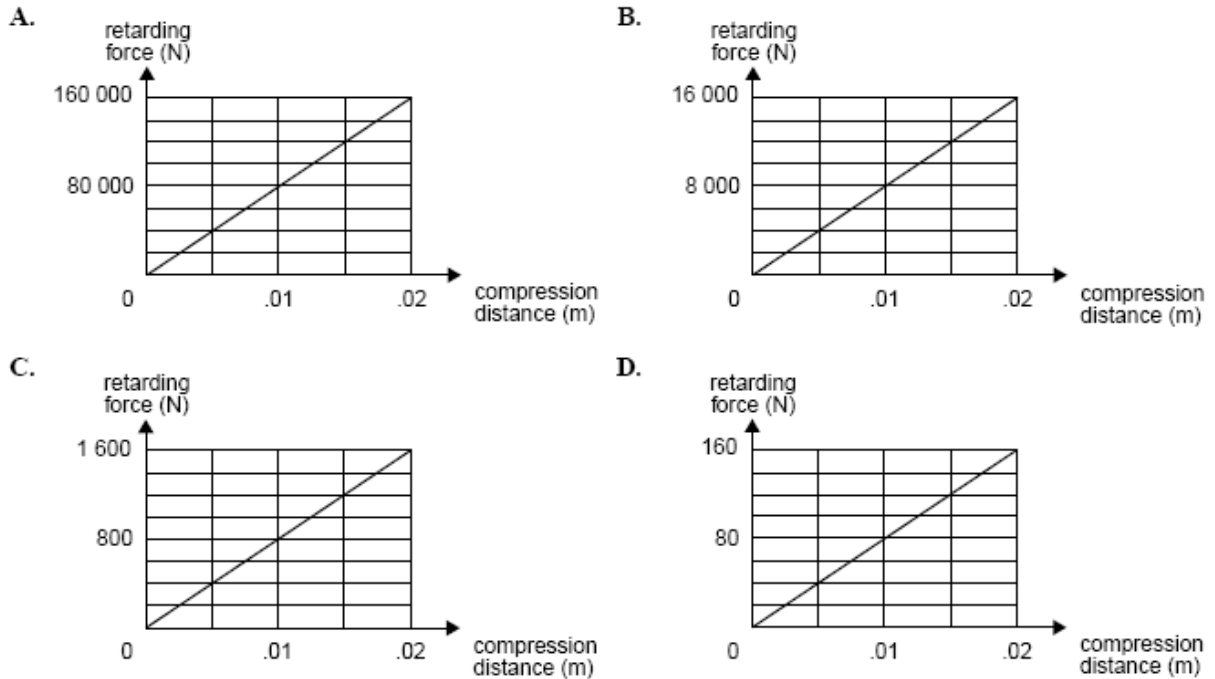 A.
retarding
force (N)
160 000
80 000
0
.01
.02
compression
distance (m)
B.
retarding
force (N)
16 000
8 000
0
.01
.02
compression
distance (m)
C.
retarding
force (N)
1 600
800
0
.01
.02
compression
distance (m)
D.
retarding
force (N)
160
80
0
.01
.02
compression
distance (m)